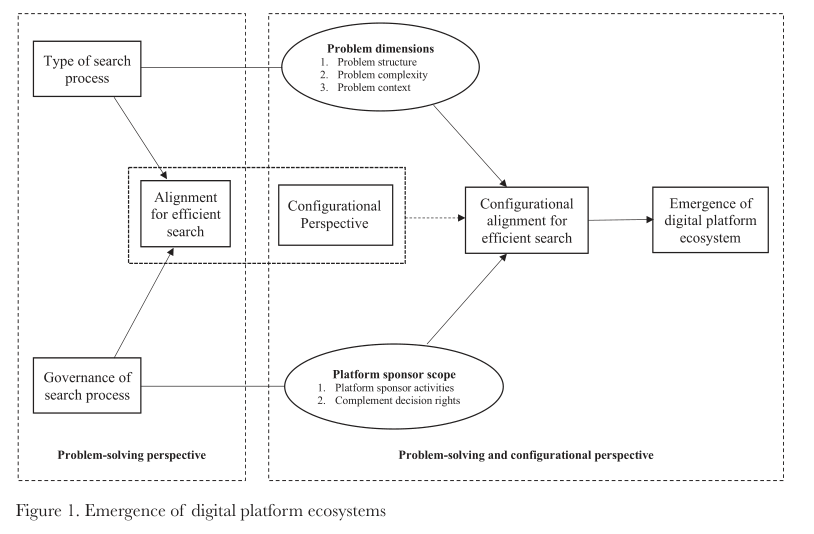 Type of search
process
Problem dimensions
1. Problem structure
2. Problem complexity
3. Problem context
Alignment
for efficient
search
Configurational
Perspective
Configurational
alignment for
efficient search
Emergence of
digital platform
ecosystem
Governance of
search process
Platform sponsor scope
1. Platform sponsor activities
2. Complement decision rights
Problem-solving perspective
Problem-solving and configurational perspective
Figure 1. Emergence of digital platform ecosystems